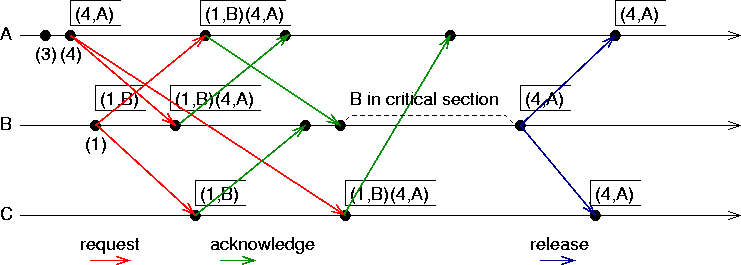 (4,A) (1,B)(4,A) (4,A)
A
(3) (4)
(1,B) (1,B)(4,A) B in critical section (4,A)
B
(1)
(1,B) (1,B)(4,A) (4,A)
C
request acknowledge release